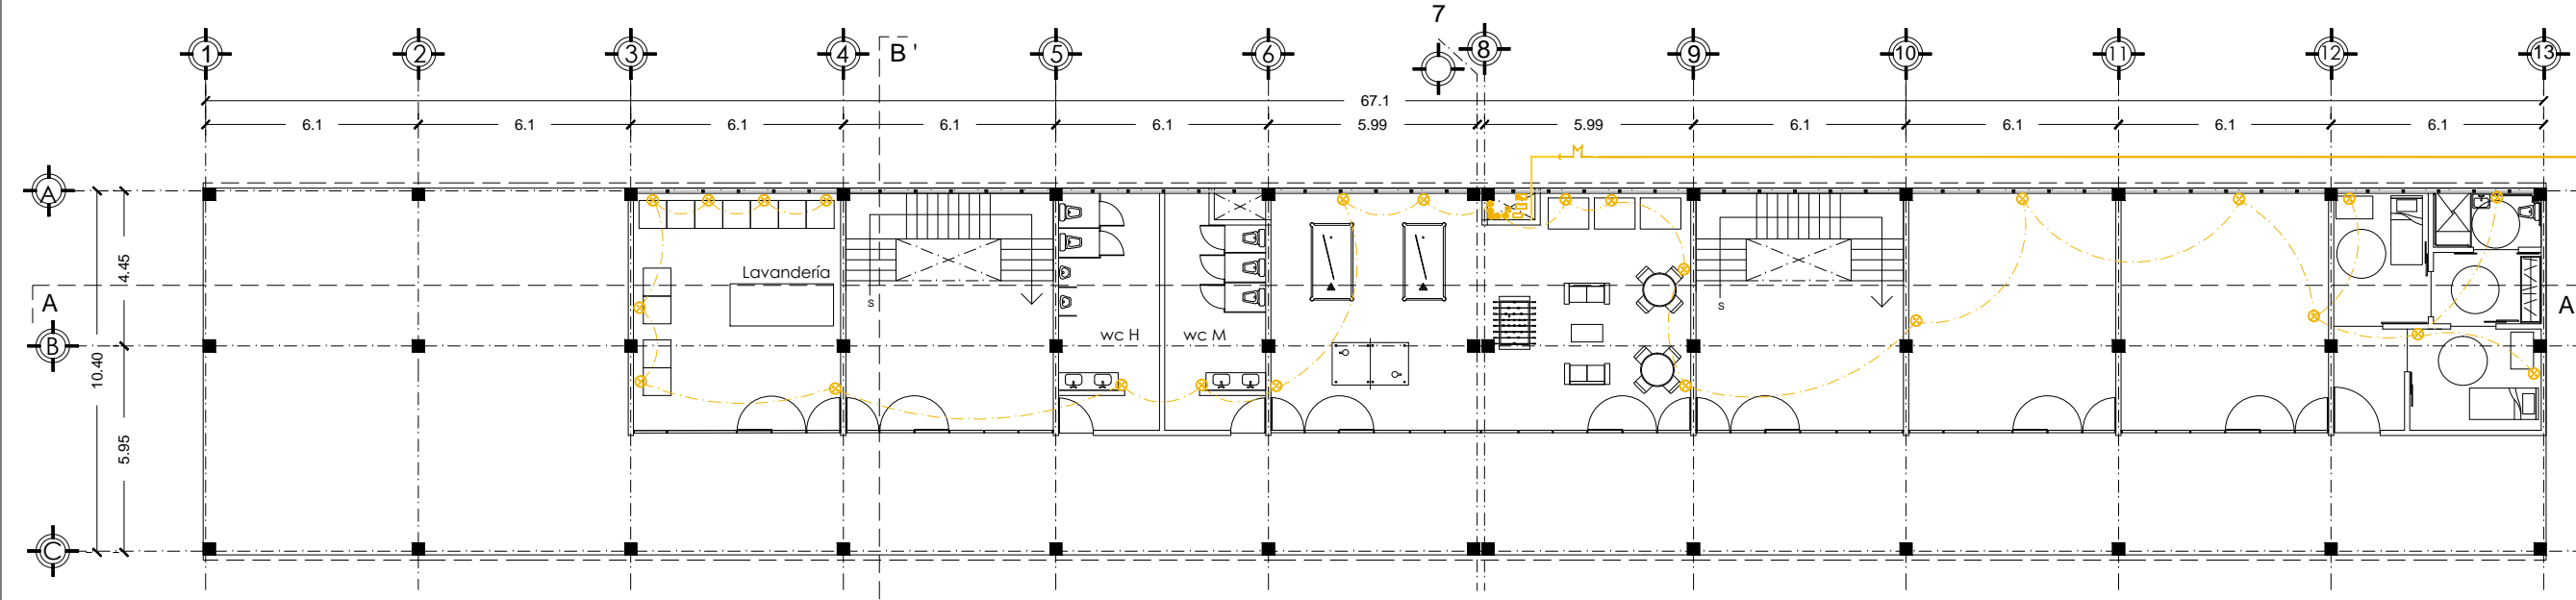 7
1 2 3 4 B ' 5 6 8 9 10 11 12 13
67.1
6.1 6.1 6.1 6.1 6.1 5.99 5.99 6.1 6.1 6.1 6.1
M
A
4.45
Lavandería
A A
S S
B
wc H wc M
10.40
5.95
C